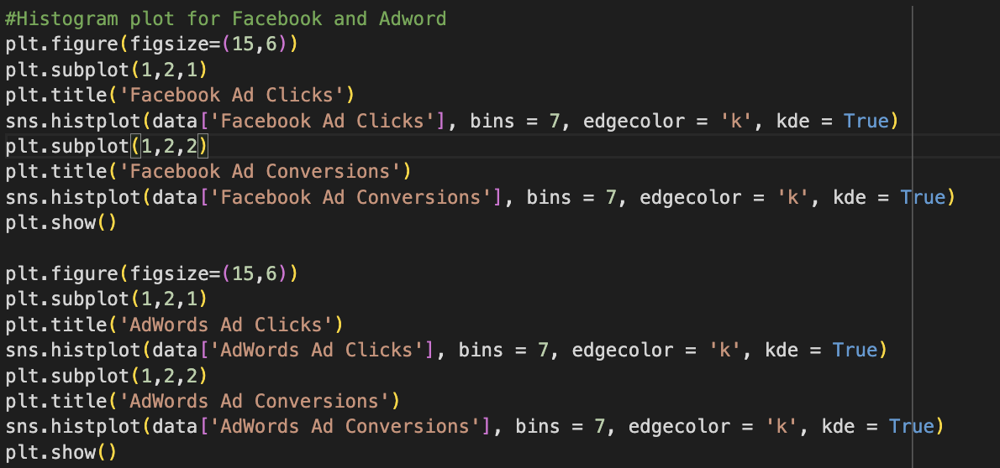 #Histogram plot for Facebook and Adword
plt.figure(figsize=(15,6))
plt.subplot(1,2,1)
plt.title('Facebook Ad Clicks')
sns.histplot(data['Facebook Ad Clicks'], bins = 7, edgecolor = 'k', kde = True)
plt.subplot(1,2,2)
plt.title('Facebook Ad Conversions')
sns.histplot(data['Facebook Ad Conversions'], bins = 7, edgecolor = 'k', kde = True)
plt.show()

plt.figure(figsize=(15,6))
plt.subplot(1,2,1)
plt.title('AdWords Ad Clicks')
sns.histplot(data['AdWords Ad Clicks'], bins = 7, edgecolor = 'k', kde = True)
plt.subplot(1,2,2)
plt.title('AdWords Ad Conversions')
sns.histplot(data['AdWords Ad Conversions'], bins = 7, edgecolor = 'k', kde = True)
plt.show()